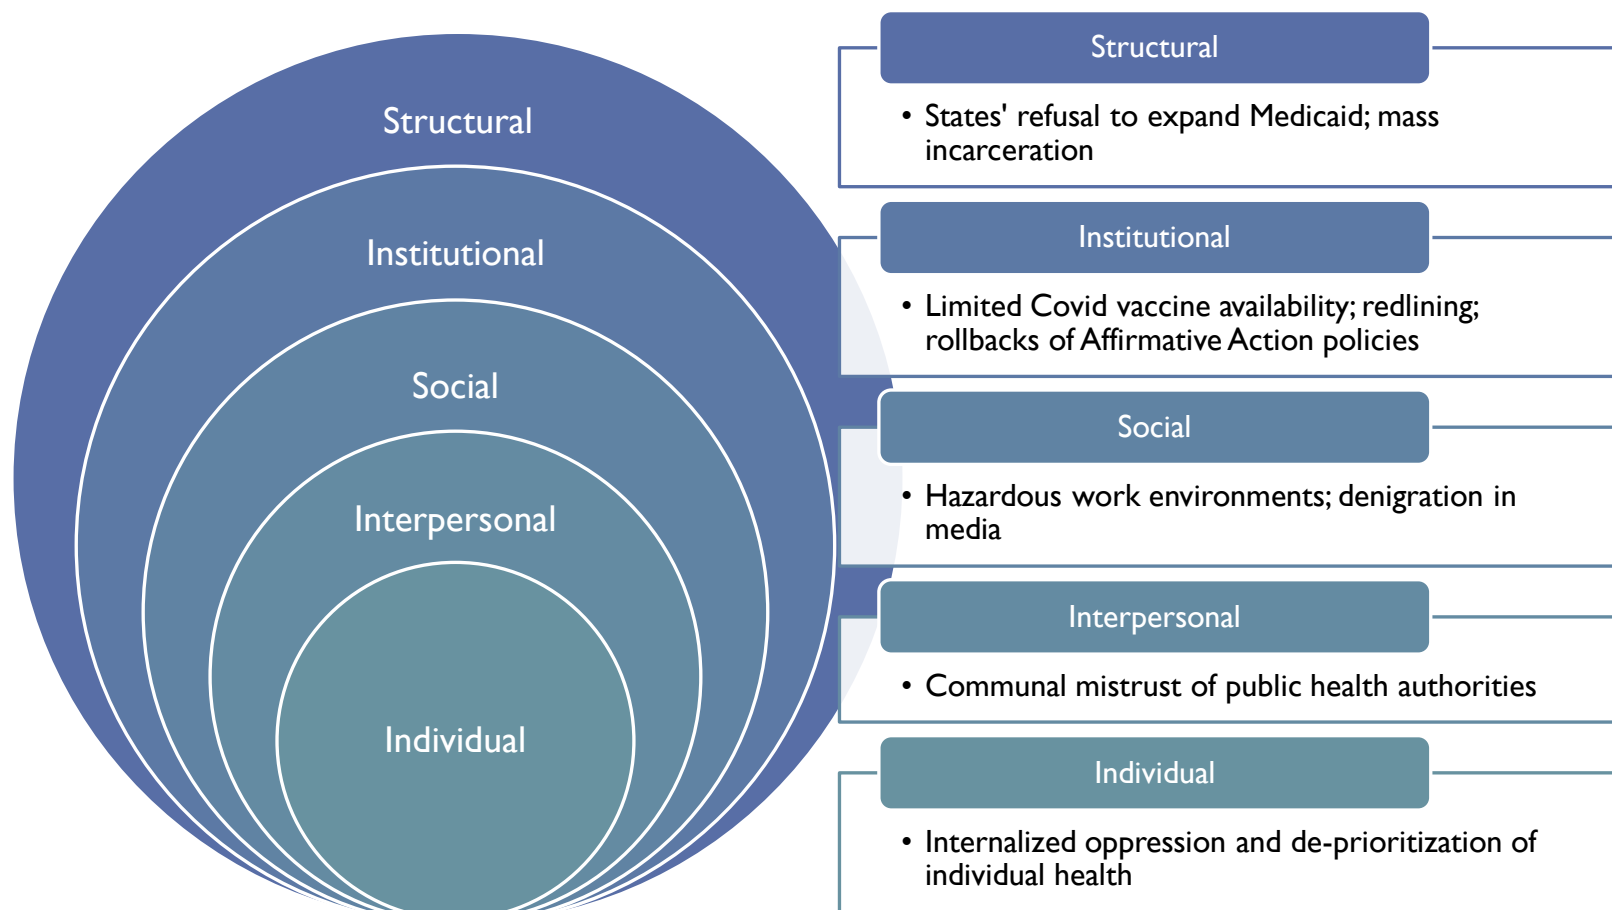 Structural
Institutional
Social
Interpersonal
Individual
Structural
• States' refusal to expand Medicaid; mass
incarceration
Institutional
• Limited Covid vaccine availability; redlining;
rollbacks of Affirmative Action policies
Social
• Hazardous work environments; denigration in
media
Interpersonal
• Communal mistrust of public health authorities
Individual
• Internalized oppression and de-prioritization of
individual health